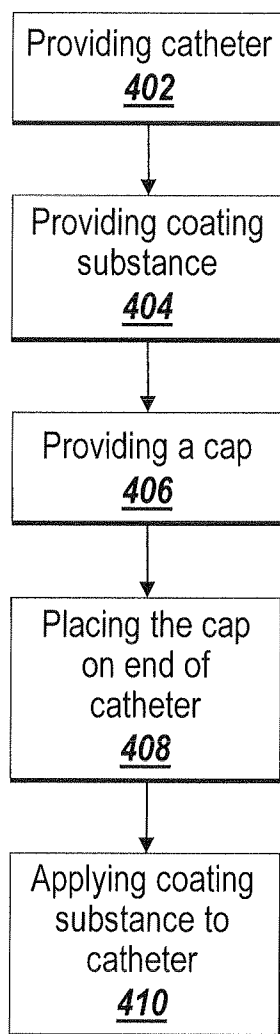 Providing catheter
402
Providing coating
substance
404
Providing a cap
406
Placing the cap
on end of
catheter
408
Applying coating
substance to
catheter
410